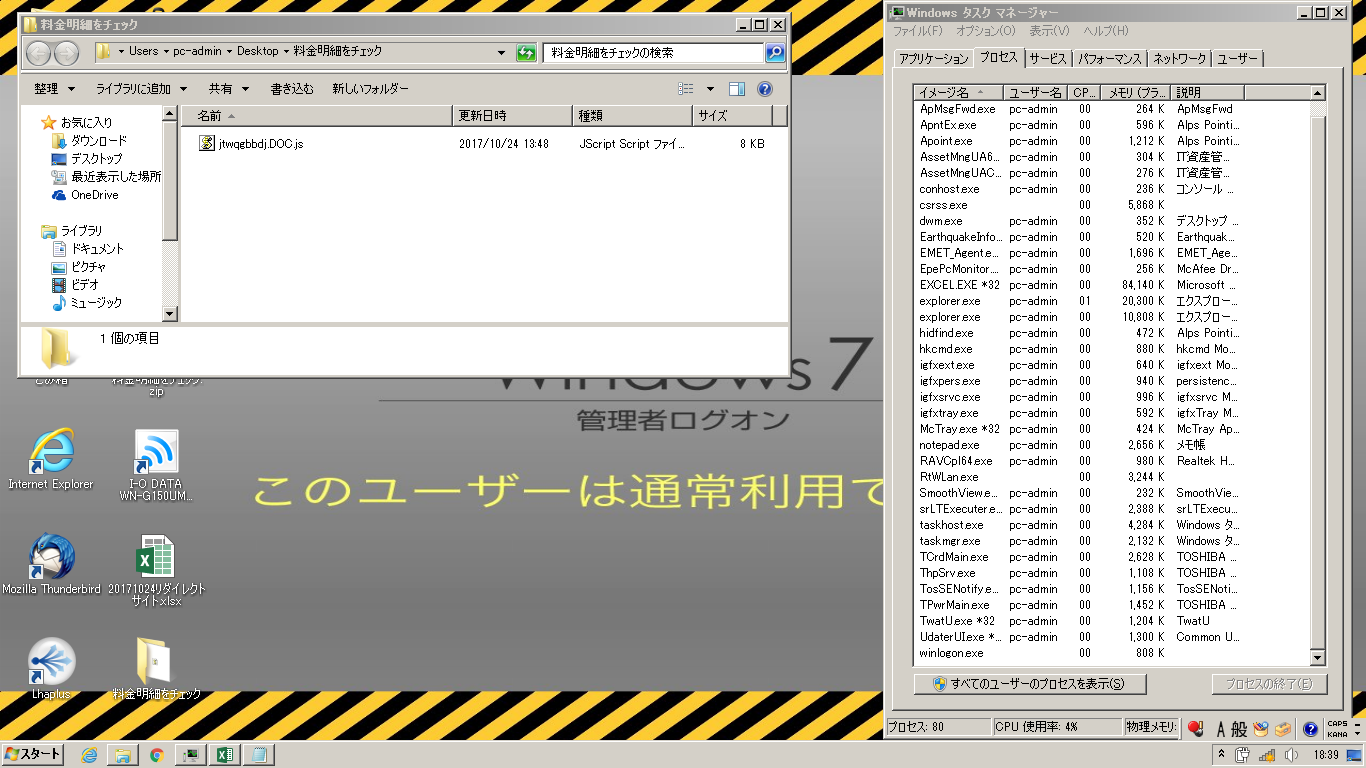 料金明細をチェック
Users
pc-admin
Desktop
料金明細をチェック
料金明細をチェックの検索
整理
ライブラリに追加
共有
書き込む
新しいフォルダー
お気に入り
ダウンロード
デスクトップ
最近表示した場所
OneDrive
ライブラリ
ドキュメント
ピクチャ
ビデオ
ミュージック
名前 更新日時 種類 サイズ
jtwqgbbdj.DOC.js 2017/10/24 13:48 JScript Script ファイ... 8 KB
1 個の項目
zip
Windows 7
管理者ログオン
このユーザーは通常利用て
Internet Explorer
I-O DATA
WN-G150UM...
Mozilla Thunderbird
20171024リダイレクト
サイト.xlsx
Lhaplus
料金明細をチェック
Windows タスク マネージャー
ファイル(F) オプション(O) 表示(V) ヘルプ(H)
アプリケーション プロセス サービス パフォーマンス ネットワーク ユーザー
イメージ名 ユーザー名 CP... メモリ (プラ... 説明
ApMsgFwd.exe pc-admin 00 264 K ApMsgFwd
ApntEx.exe pc-admin 00 596 K Alps Pointi...
Apoint.exe pc-admin 00 1,212 K Alps Pointi...
AssetMngUA6... pc-admin 00 304 K IT資産管...
AssetMngUAC... pc-admin 00 276 K IT資産管...
conhost.exe pc-admin 00 236 K コンソール ...
csrss.exe 00 5,868 K
dwm.exe pc-admin 00 352 K デスクトップ ...
EarthquakeInfo... pc-admin 00 520 K Earthquak...
EMET_Agent.e... pc-admin 00 1,696 K EMET_Age...
EpePcMonitor.... pc-admin 00 256 K McAfee Dr...
EXCEL.EXE *32 pc-admin 00 84,140 K Microsoft ...
explorer.exe pc-admin 01 20,300 K エクスプロー...
explorer.exe pc-admin 00 10,808 K エクスプロー...
hidfind.exe pc-admin 00 472 K Alps Pointi...
hkcmd.exe pc-admin 00 880 K hkcmd Mo...
igfxext.exe pc-admin 00 640 K igfxext Mo...
igfxpers.exe pc-admin 00 940 K persistenc...
igfxsrvc.exe pc-admin 00 996 K igfxsrvc M...
igfxtray.exe pc-admin 00 592 K igfxTray M...
McTray.exe *32 pc-admin 00 424 K McTray Ap...
notepad.exe pc-admin 00 2,656 K メモ帳
RAVCpl64.exe pc-admin 00 980 K Realtek H...
RtWLan.exe 00 3,244 K
SmoothView.e... pc-admin 00 232 K SmoothVi...
srLTExecuter.e... pc-admin 00 2,388 K srLTExecu...
taskhost.exe pc-admin 00 4,284 K Windows タ...
taskmgr.exe pc-admin 00 2,132 K Windows タ...
TCrdMain.exe pc-admin 00 2,628 K TOSHIBA ...
ThpSrv.exe pc-admin 00 1,108 K TOSHIBA ...
TosSENotify.e... pc-admin 00 1,156 K TosSENoti...
TPwrMain.exe pc-admin 00 1,452 K TOSHIBA ...
TwatU.exe *32 pc-admin 00 1,204 K TwatU
UdaterUI.exe *... pc-admin 00 1,300 K Common U...
winlogon.exe 00 808 K
すべてのユーザーのプロセスを表示(S) プロセスの終了(E)
プロセス: 80 CPU 使用率: 4% 物理メモリ:
A 般 CAPS KANA
スタート
18:39